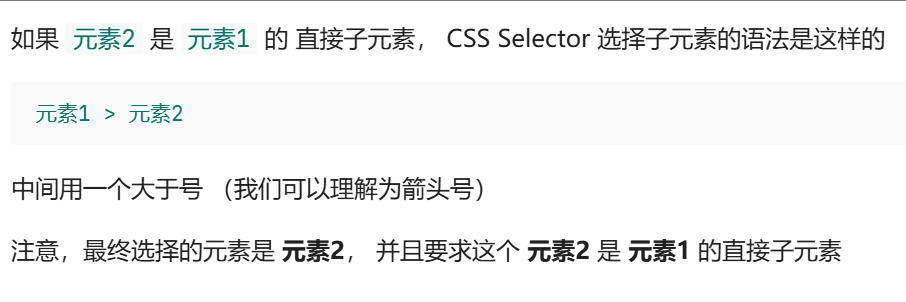 如果 元素2 是 元素1 的 直接子元素， CSS Selector 选择子元素的语法是这样的
元素1 > 元素2
中间用一个大于号 （我们可以理解为箭头号）
注意，最终选择的元素是 元素2， 并且要求这个 元素2 是 元素1 的直接子元素